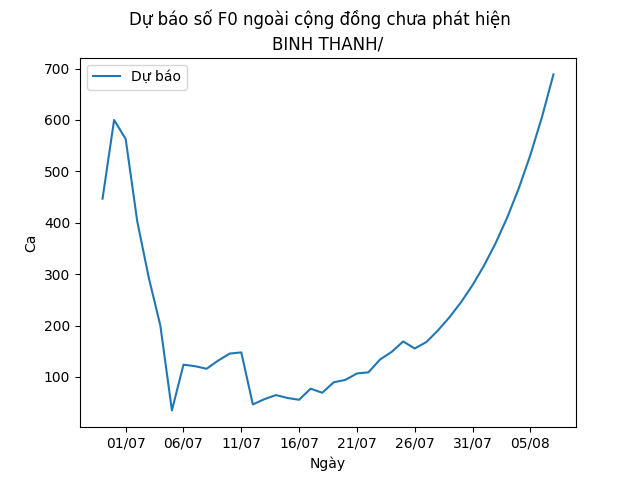 Dự báo số F0 ngoài cộng đồng chưa phát hiện
BINH THANH/
Dự báo
700
600
500
400
300
200
100
Ca
01/07 06/07 11/07 16/07 21/07 26/07 31/07 05/08
Ngày